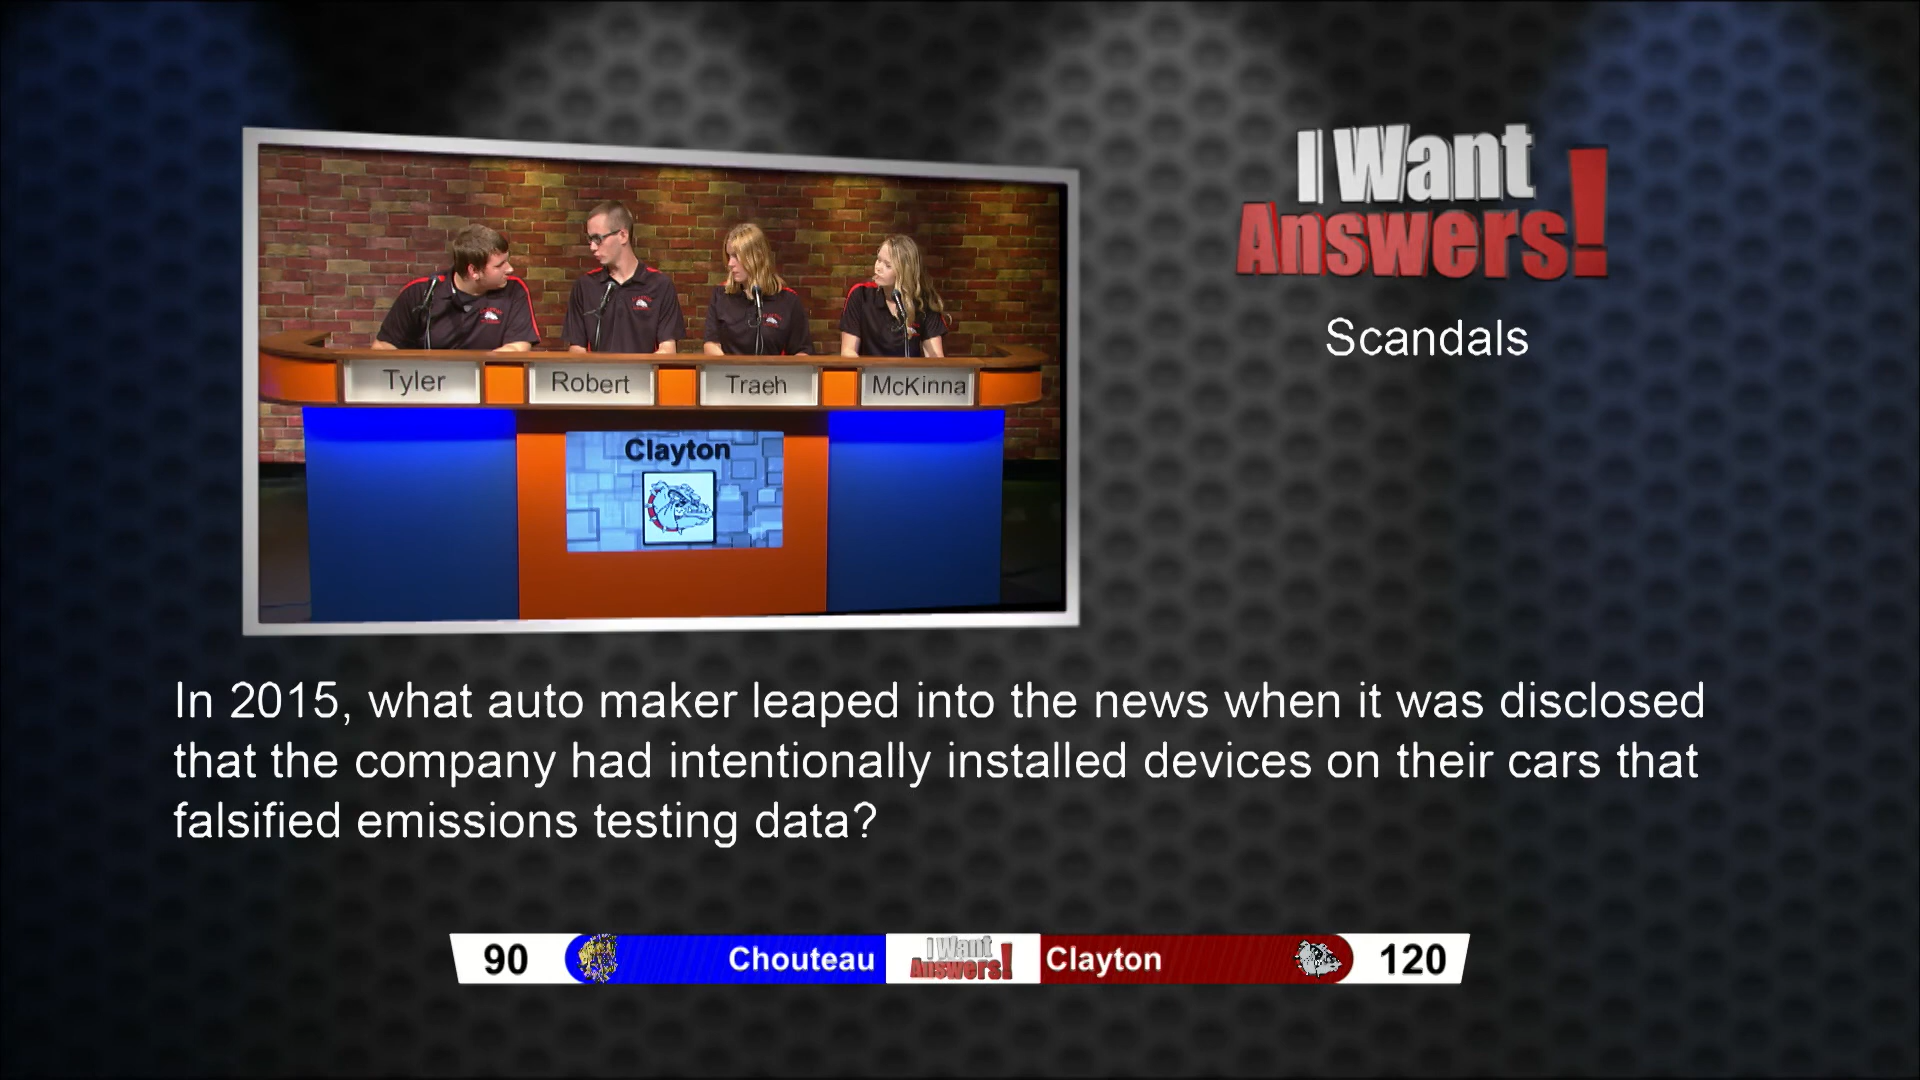 I Want
Answers!
Scandals
Tyler
Robert
Traeh
McKinna
Clayton
In 2015, what auto maker leaped into the news when it was disclosed
that the company had intentionally installed devices on their cars that
falsified emissions testing data?
90
Chouteau
I Want
Answers!
Clayton
120